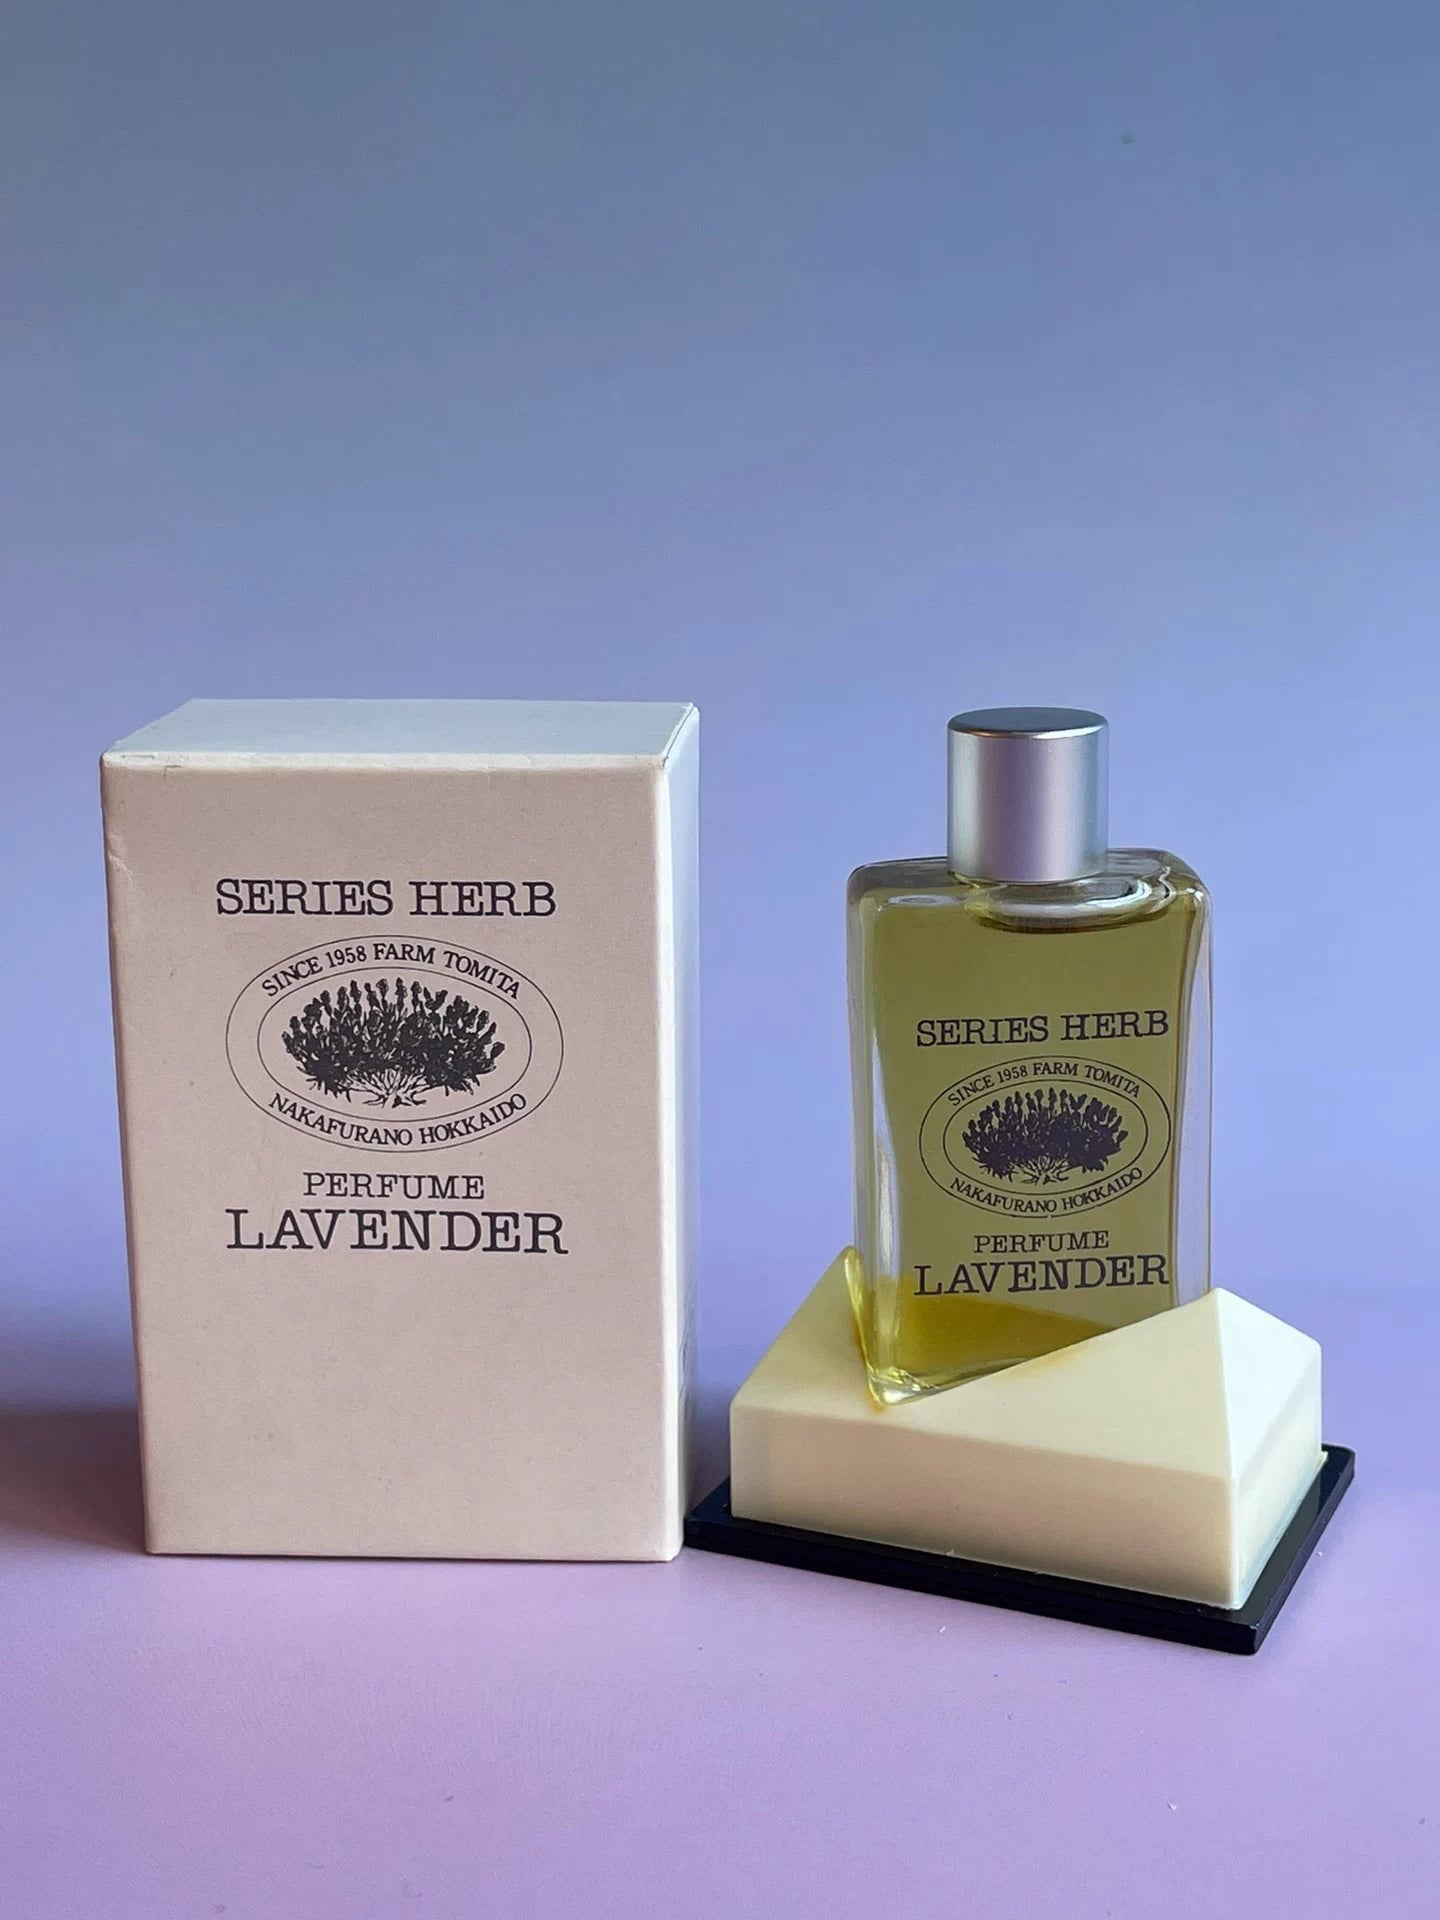 SERIES HERB
SINCE 1958 FARM TOMITA
NAKAFURANO HOKKAIDO
PERFUME
LAVENDER
SERIES HERB
SINCE 1958 FARM TOMITA
NAKAFURANO HOKKAIDO
PERFUME
LAVENDER